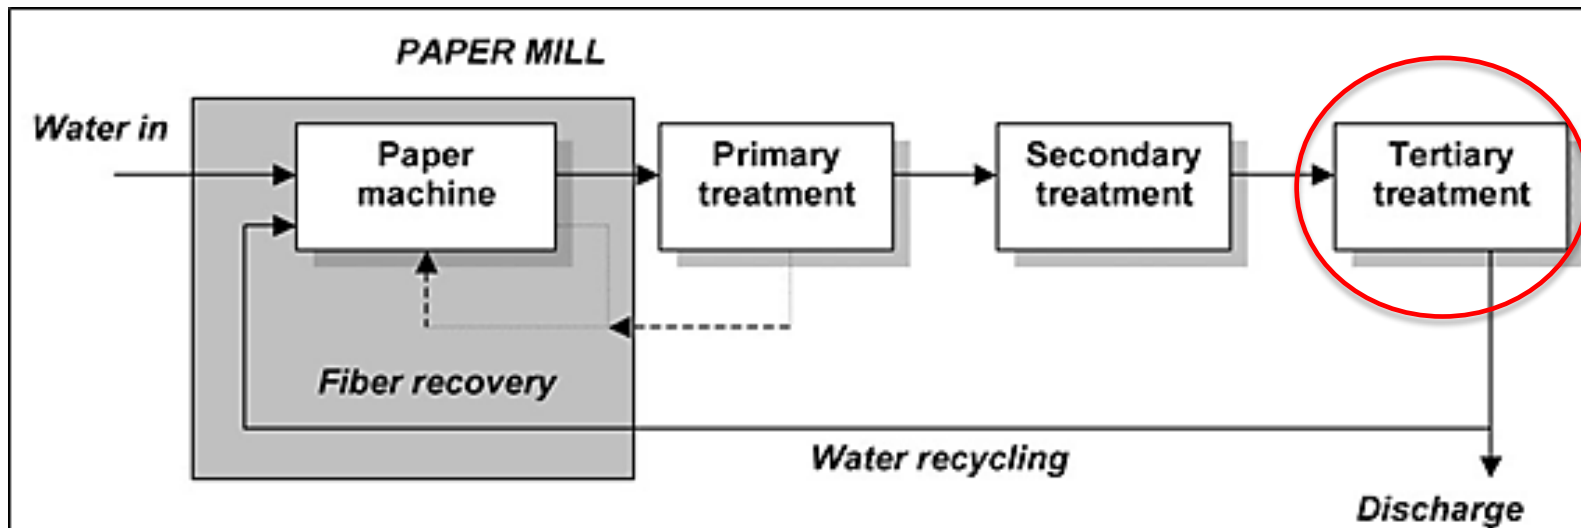 PAPER MILL
Water in
Paper
machine
Primary
treatment
Secondary
treatment
Tertiary
treatment
Fiber recovery
Water recycling
Discharge